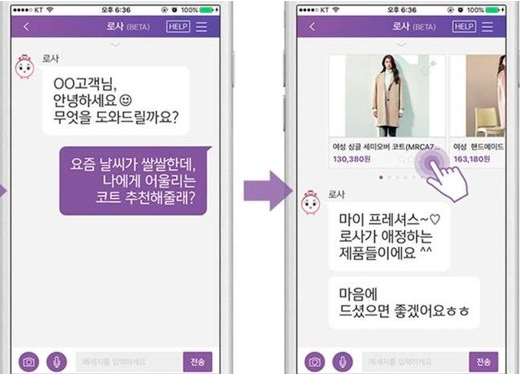 KT
오후 6:36
100%
로사 (BETA)
HELP
로사
OO고객님,
안녕하세요
무엇을 도와드릴까요?
요즘 날씨가 쌀쌀한데,
나에게 어울리는
코트 추천해줄래?
메세지를 입력하세요
전송
KT
오후 6:36
100%
로사 (BETA)
HELP
여성 싱글 세미오버 코트(MRCA7...
130,380원
여성 핸드메이드
163,180원
로사
마이 프레셔스~♡
로사가 애정하는
제품들이에요 ^^
마음에
드셨으면 좋겠어요ㅎㅎ
메세지를 입력하세요
전송